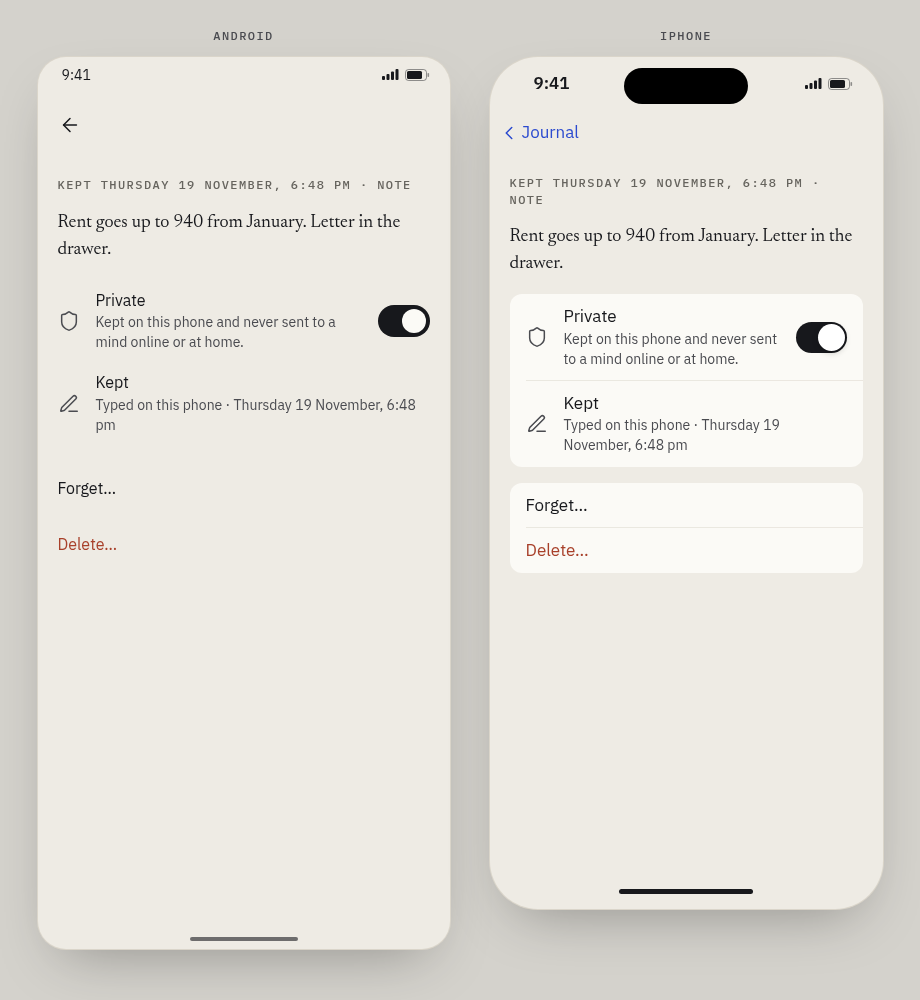 ANDROID
9:41
KEPT THURSDAY 19 NOVEMBER, 6:48 PM · NOTE
Rent goes up to 940 from January. Letter in the
drawer.
Private
Kept on this phone and never sent to a
mind online or at home.
Kept
Typed on this phone · Thursday 19 November, 6:48
pm
Forget…
Delete…
IPHONE
9:41
Journal
KEPT THURSDAY 19 NOVEMBER, 6:48 PM ·
NOTE
Rent goes up to 940 from January. Letter in the
drawer.
Private
Kept on this phone and never sent
to a mind online or at home.
Kept
Typed on this phone · Thursday 19
November, 6:48 pm
Forget…
Delete…